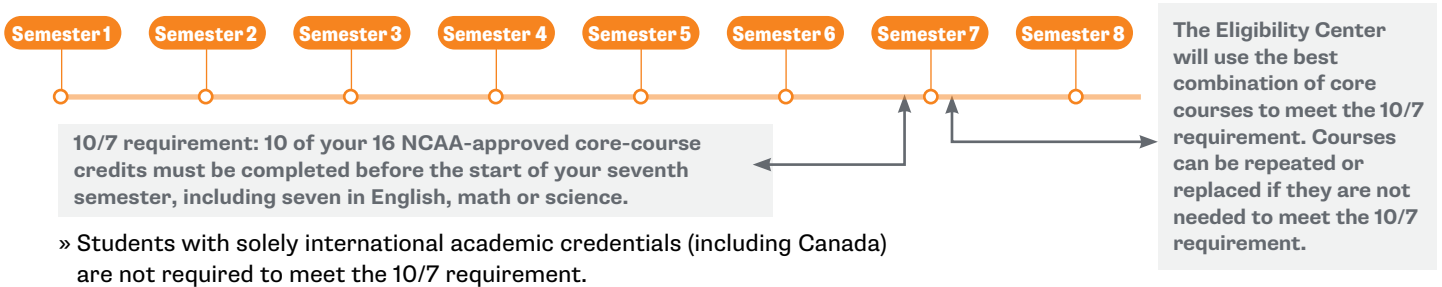 Semester 1
Semester 2
Semester 3
Semester 4
Semester 5
Semester 6
Semester 7
Semester 8
10/7 requirement: 10 of your 16 NCAA-approved core-course
credits must be completed before the start of your seventh
semester, including seven in English, math or science.
» Students with solely international academic credentials (including Canada)
are not required to meet the 10/7 requirement.
The Eligibility Center
will use the best
combination of core
courses to meet the 10/7
requirement. Courses
can be repeated or
replaced if they are not
needed to meet the 10/7
requirement.